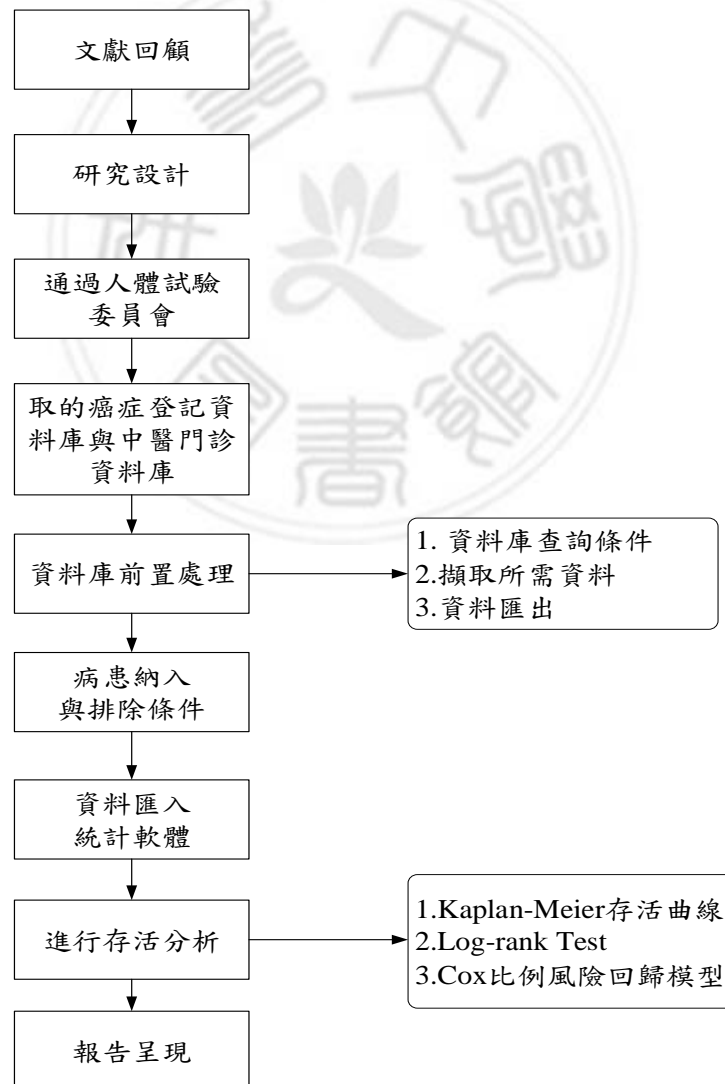 文獻回顧
研究設計
通過人體試驗
委員會
取的癌症登記資
料庫與中醫門診
資料庫
資料庫前置處理
1. 資料庫查詢條件
2.擷取所需資料
3.資料匯出
病患納入
與排除條件
資料匯入
統計軟體
進行存活分析
1.Kaplan-Meier存活曲線
2.Log-rank Test
3.Cox比例風險回歸模型
報告呈現